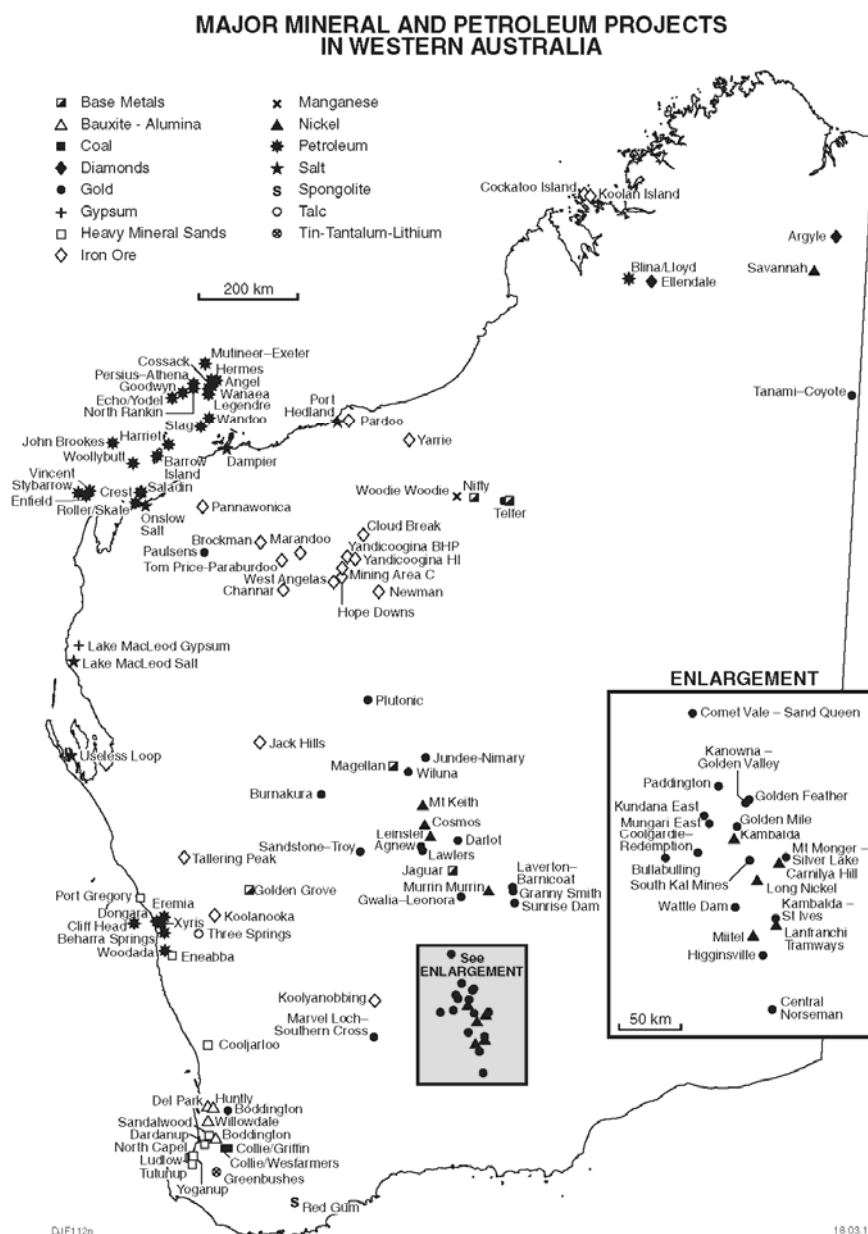 MAJOR MINERAL AND PETROLEUM PROJECTS
IN WESTERN AUSTRALIA
Base Metals
Bauxite - Alumina
Coal
Diamonds
Gold
Gypsum
Heavy Mineral Sands
Iron Ore
Manganese
Nickel
Petroleum
Salt
S Spongolite
Talc
Tin-Tantalum-Lithium
200 km
Cockatoo Island
Koolan Island
Argyle
Blina/Lloyd
Ellendale
Savannah
Tanami–Coyote
Mutineer–Exeter
Cossack
Hermes
Persius–Athena
Angel
Goodwyn
Wanaea
Echo/Yodel
Legendre
North Rankin
Wandoo
Stag
Port
Hedland
Pardoo
Yarrie
John Brookes
Harriet
Woollybutt
Barrow
Island
Dampier
Vincent
Stybarrow
Crest
Saladin
Enfield
Roller/Skate
Onslow
Salt
Pannawonica
Woodie Woodie
Nifty
Telfer
Cloud Break
Brockman
Marandoo
Yandicoogina BHP
Paulsens
Yandicoogina HI
Tom Price-Paraburdoo
Mining Area C
West Angelas
Channar
Newman
Hope Downs
Lake MacLeod Gypsum
Lake MacLeod Salt
Plutonic
Useless Loop
Jack Hills
Jundee-Nimary
Magellan
Wiluna
Burnakura
Mt Keith
Cosmos
Leinster
Darlot
Sandstone–Troy
Agnew
Lawlers
Tallering Peak
Jaguar
Laverton–
Barnicoat
Golden Grove
Murrin Murrin
Granny Smith
Gwalia–Leonora
Sunrise Dam
Port Gregory
Eremia
Dongara
Koolanooka
Cliff Head
Xyris
Beharra Springs
Three Springs
Woodada
Eneabba
See
ENLARGEMENT
Koolyanobbing
Marvel Loch–
Southern Cross
Cooljarloo
Del Park
Huntly
Boddington
Sandalwood
Willowdale
Dardanup
Boddington
North Capel
Collie/Griffin
Ludlow
Collie/Wesfarmers
Tutunup
Greenbushes
Yoganup
S Red Gum
ENLARGEMENT
Comet Vale – Sand Queen
Kanowna –
Golden Valley
Paddington
Golden Feather
Kundana East
Mungari East
Golden Mile
Coolgardie–
Redemption
Kambalda
Mt Monger –
Silver Lake
Bullabulling
Carnilya Hill
South Kal Mines
Long Nickel
Wattle Dam
Kambalda –
St Ives
Miitel
Lanfranchi
Tramways
Higginsville
Central
Norseman
50 km
DJF112n